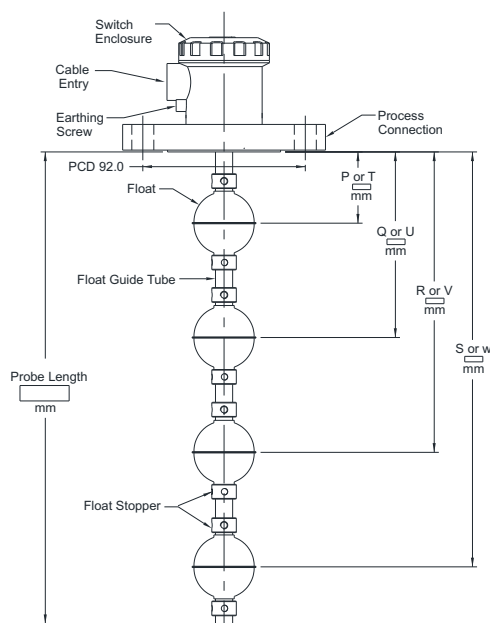 Switch
Enclosure
Cable
Entry
Earthing
Screw
Process
Connection
PCD 92.0
P or T
mm
Float
Q or U
mm
Float Guide Tube
R or V
mm
S or w
mm
Probe Length
mm
Float Stopper